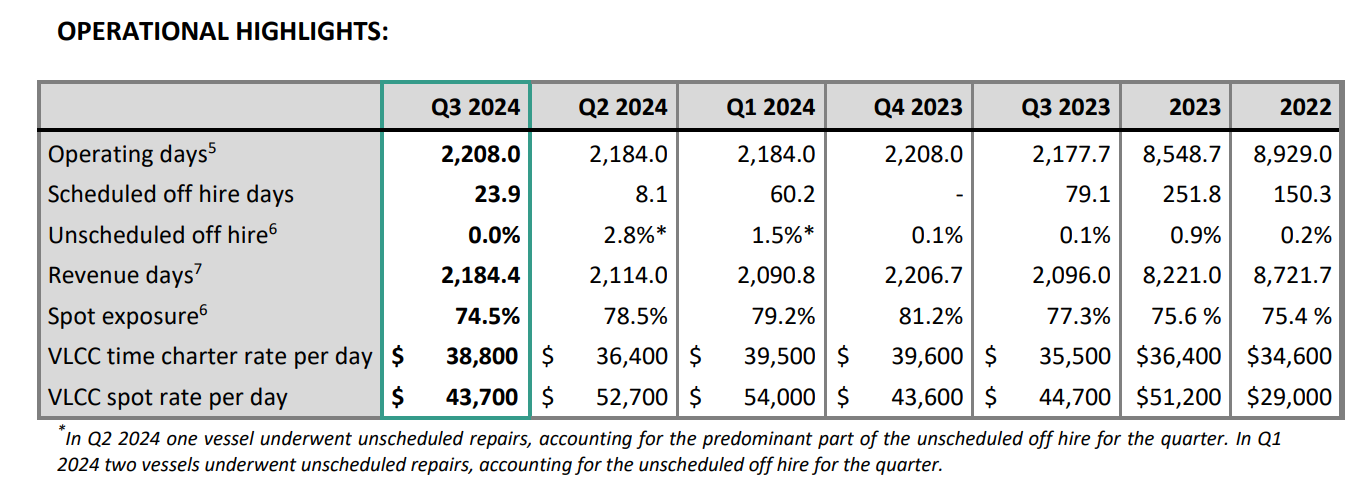 OPERATIONAL HIGHLIGHTS:
Q3 2024 Q2 2024 Q1 2024 Q4 2023 Q3 2023 2023 2022
Operating days5 2,208.0 2,184.0 2,184.0 2,208.0 2,177.7 8,548.7 8,929.0
Scheduled off hire days 23.9 8.1 60.2 - 79.1 251.8 150.3
Unscheduled off hire6 0.0% 2.8%* 1.5%* 0.1% 0.1% 0.9% 0.2%
Revenue days7 2,184.4 2,114.0 2,090.8 2,206.7 2,096.0 8,221.0 8,721.7
Spot exposure6 74.5% 78.5% 79.2% 81.2% 77.3% 75.6 % 75.4 %
VLCC time charter rate per day $ 38,800 $ 36,400 $ 39,500 $ 39,600 $ 35,500 $36,400 $34,600
VLCC spot rate per day $ 43,700 $ 52,700 $ 54,000 $ 43,600 $ 44,700 $51,200 $29,000
*In Q2 2024 one vessel underwent unscheduled repairs, accounting for the predominant part of the unscheduled off hire for the quarter. In Q1
2024 two vessels underwent unscheduled repairs, accounting for the unscheduled off hire for the quarter.